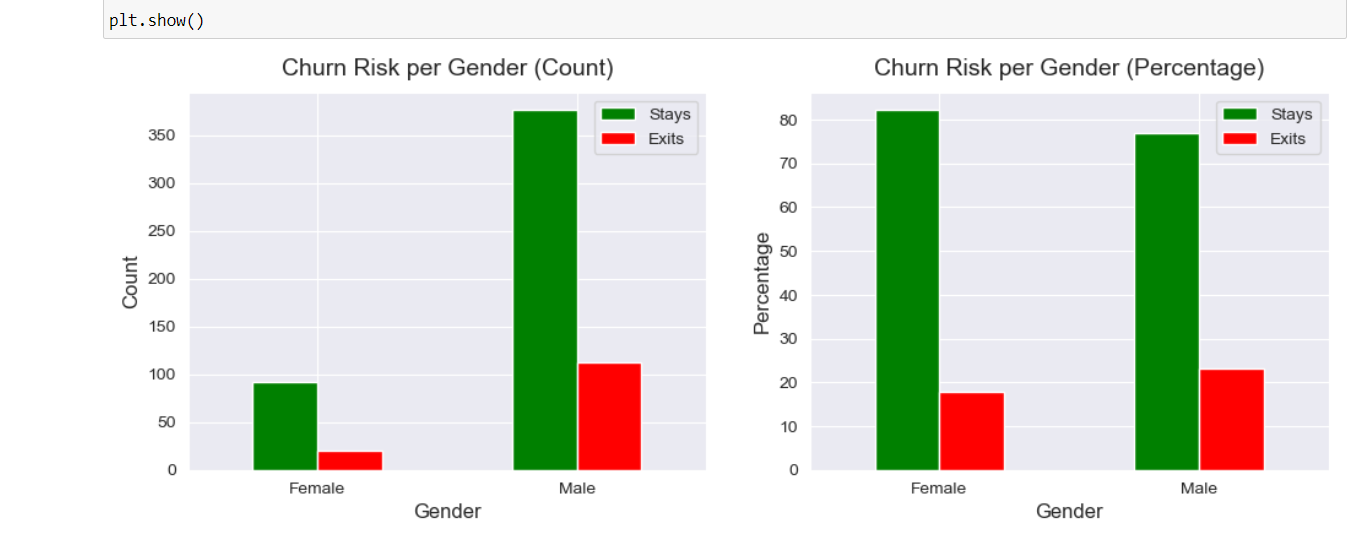 plt.show()
Churn Risk per Gender (Count)
Stays
Exits
350
300
250
200
150
100
50
0
Count
Female
Male
Gender
Churn Risk per Gender (Percentage)
Stays
Exits
80
70
60
50
40
30
20
10
0
Percentage
Female
Male
Gender